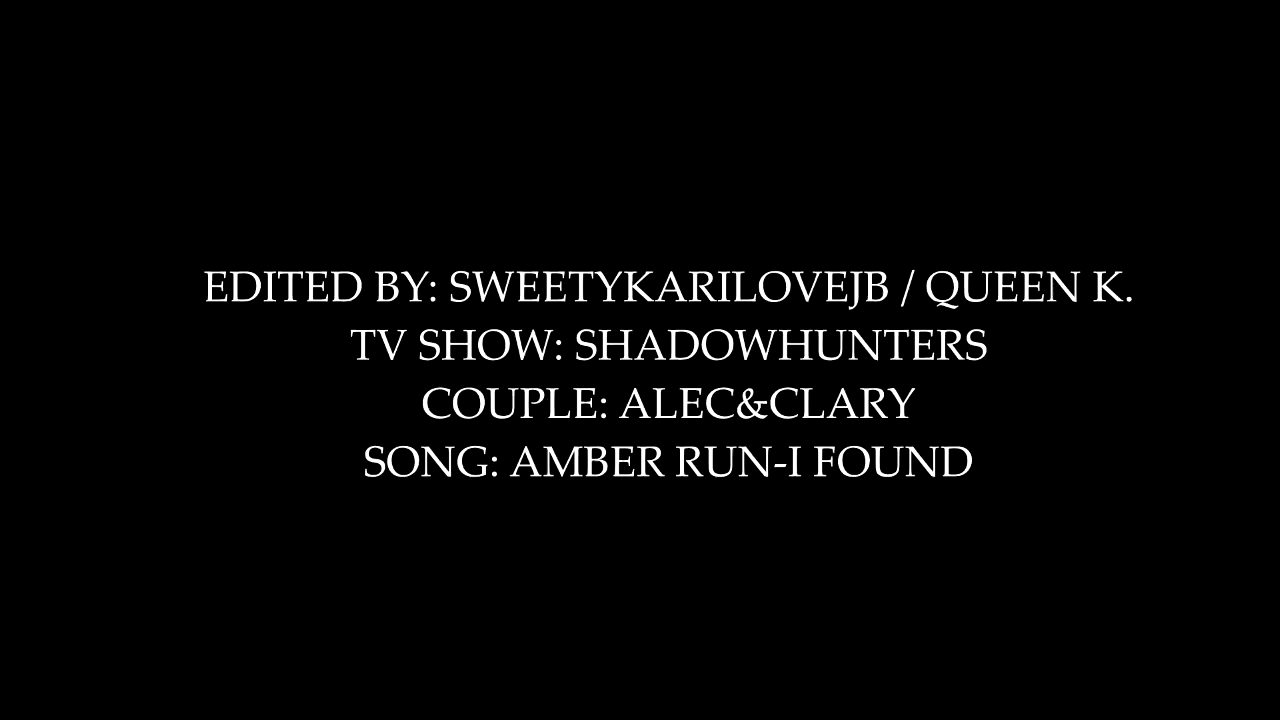 EDITED BY: SWEETYKARILOVEJB / QUEEN K.
TV SHOW: SHADOWHUNTERS
COUPLE: ALEC&CLARY
SONG: AMBER RUN-I FOUND